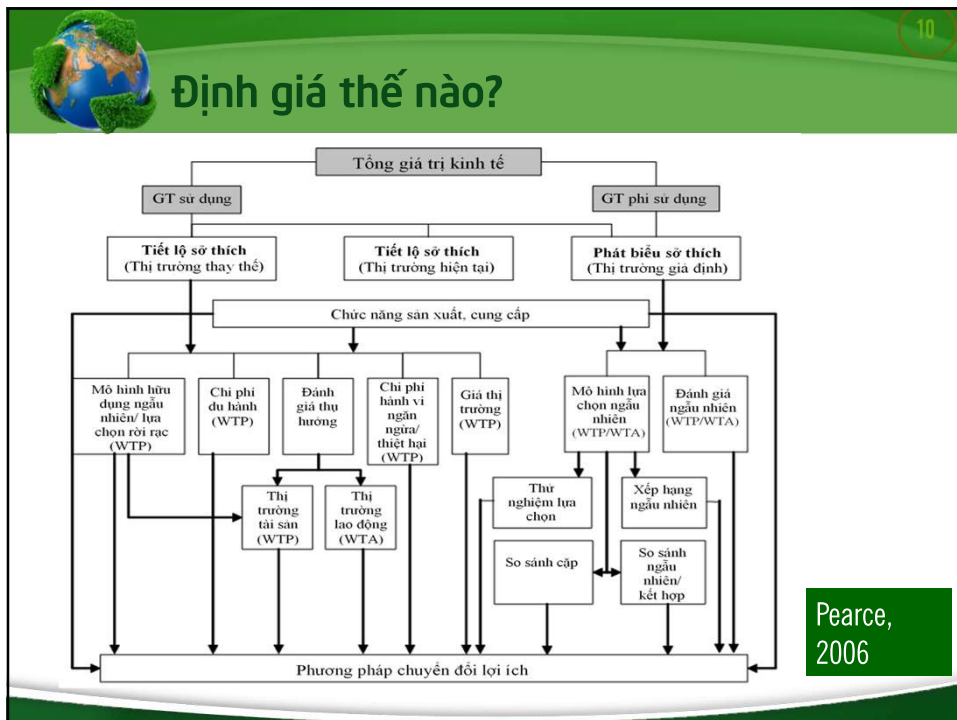 10
Định giá thế nào?
Tổng giá trị kinh tế
GT sử dụng
GT phi sử dụng
Tiết lộ sở thích
(Thị trường thay thế)
Tiết lộ sở thích
(Thị trường hiện tại)
Phát biểu sở thích
(Thị trường giả định)
Chức năng sản xuất, cung cấp
Mô hình hữu
dụng ngẫu
nhiên/ lựa
chọn rời rạc
(WTP)
Chi phí
du hành
(WTP)
Đánh
giá thụ
hưởng
Chi phí
hành vi
ngăn
ngừa/
thiệt hại
(WTP)
Giá thị
trường
(WTP)
Mô hình lựa
chọn ngẫu
nhiên
(WTP/WTA)
Đánh giá
ngẫu nhiên
(WTP/WTA)
Thị
trường
tài sản
(WTP)
Thị
trường
lao động
(WTA)
Thử
nghiệm lựa
chọn
Xếp hạng
ngẫu nhiên
So sánh cặp
So sánh
ngẫu
nhiên/
kết hợp
Phương pháp chuyển đổi lợi ích
Pearce,
2006